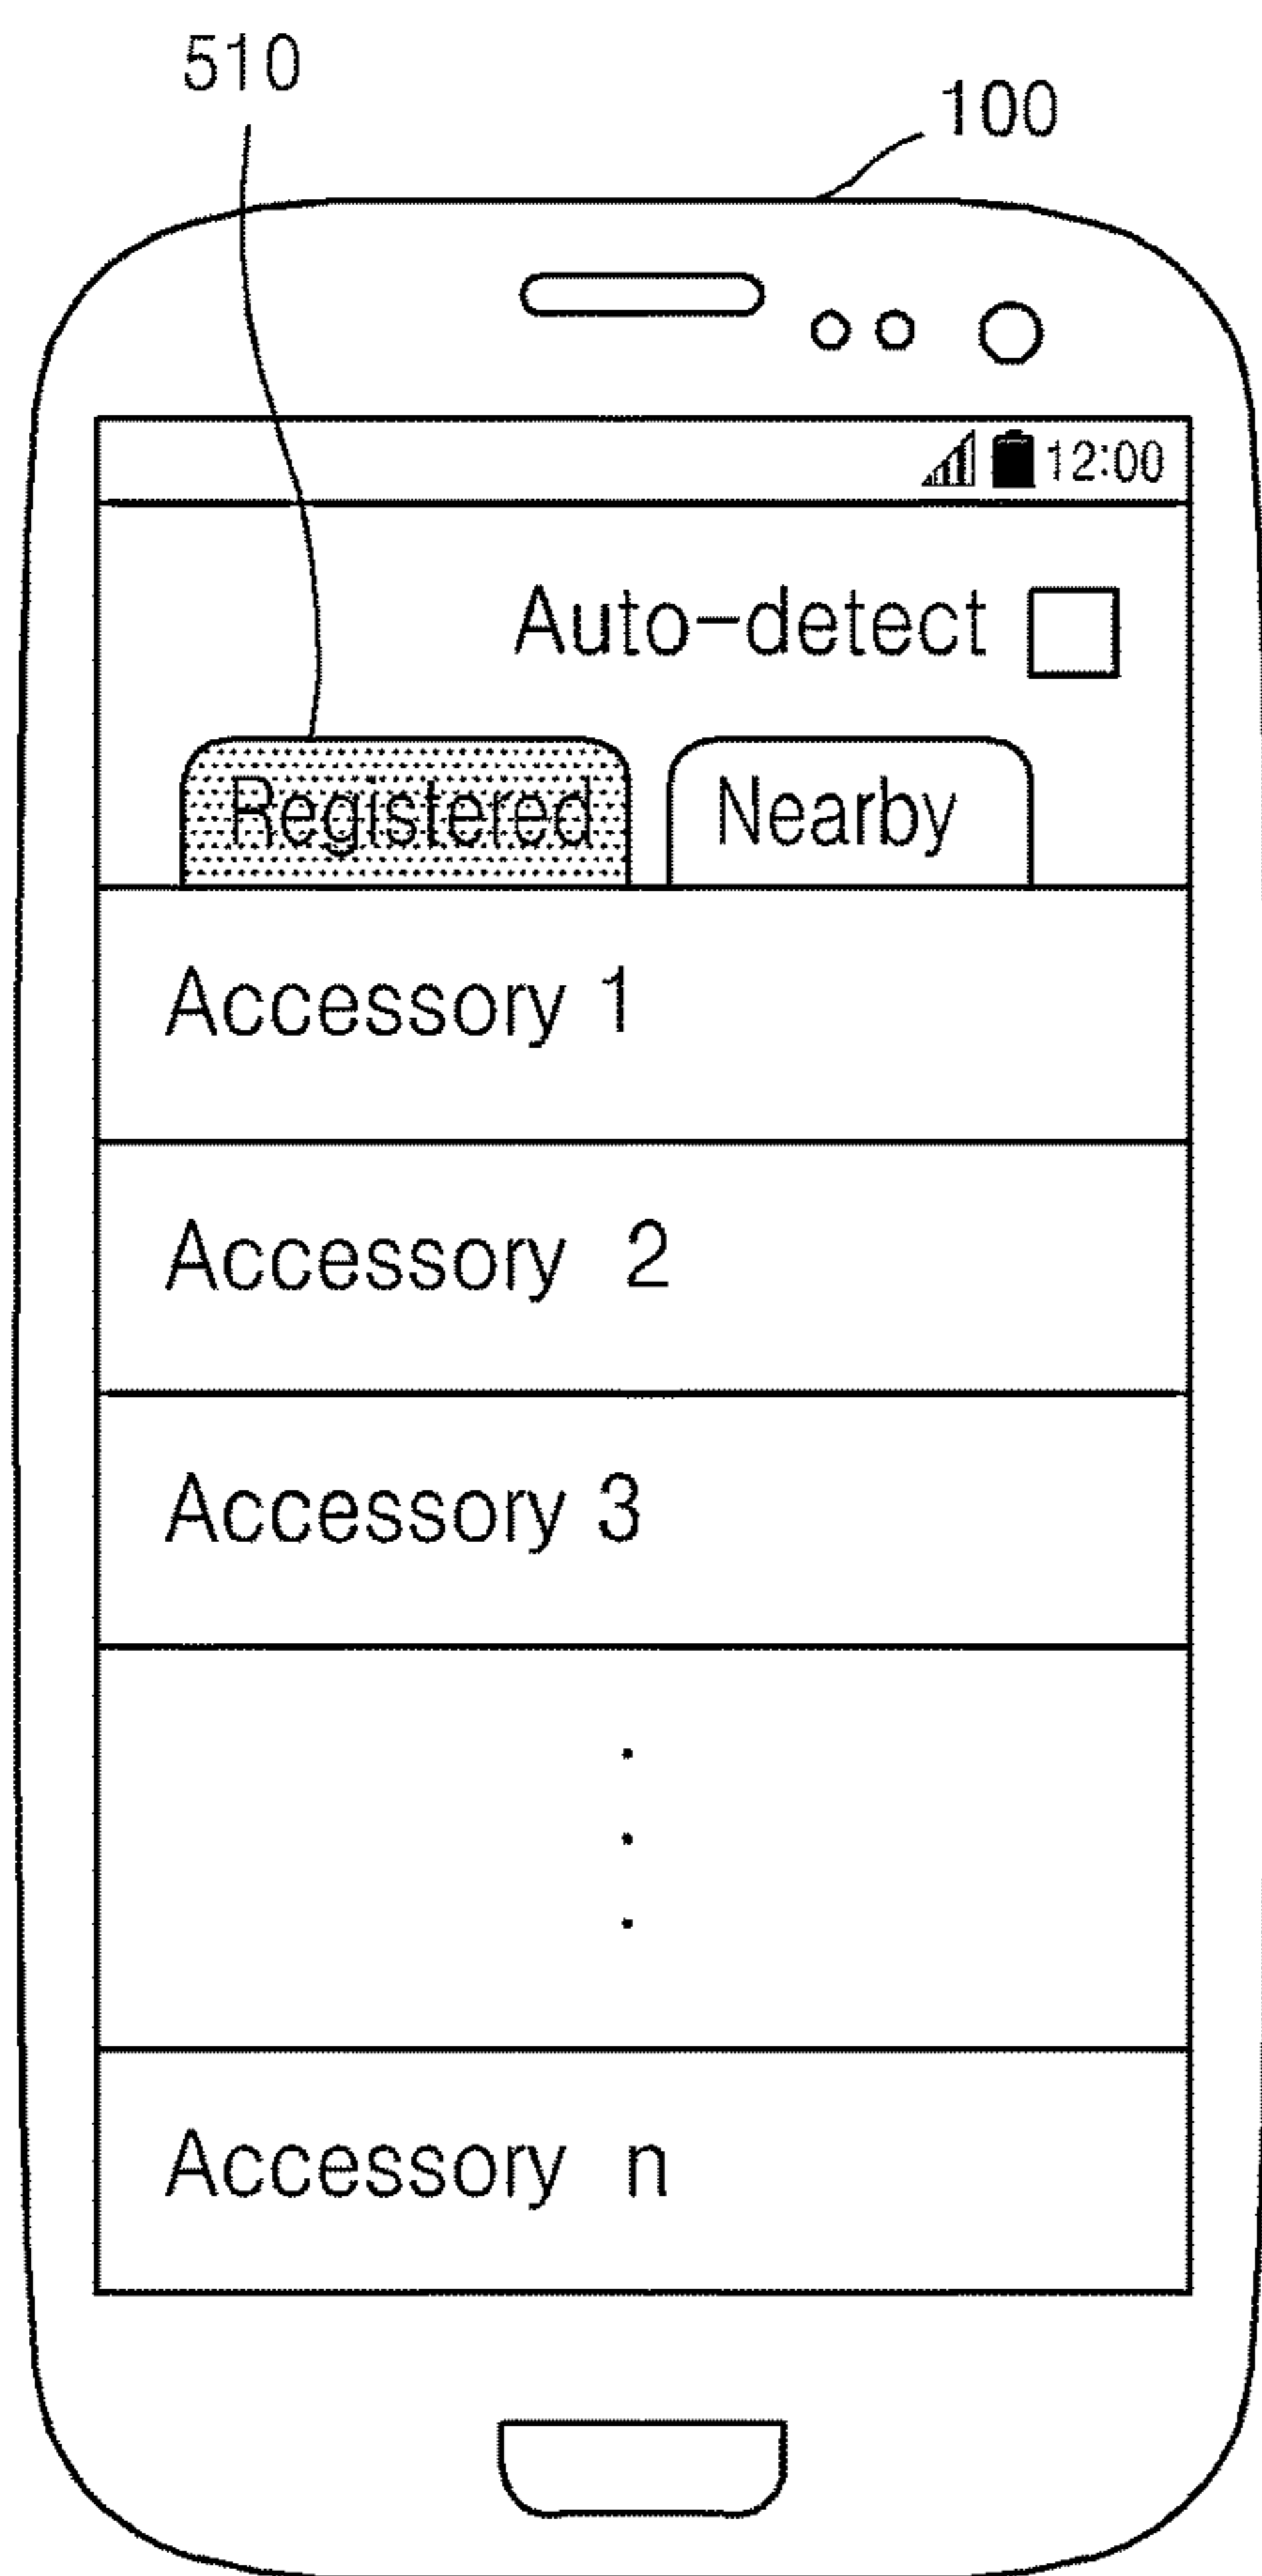 510
100
12:00
Auto-detect
Registered Nearby
Accessory 1
Accessory 2
Accessory 3
Accessory n